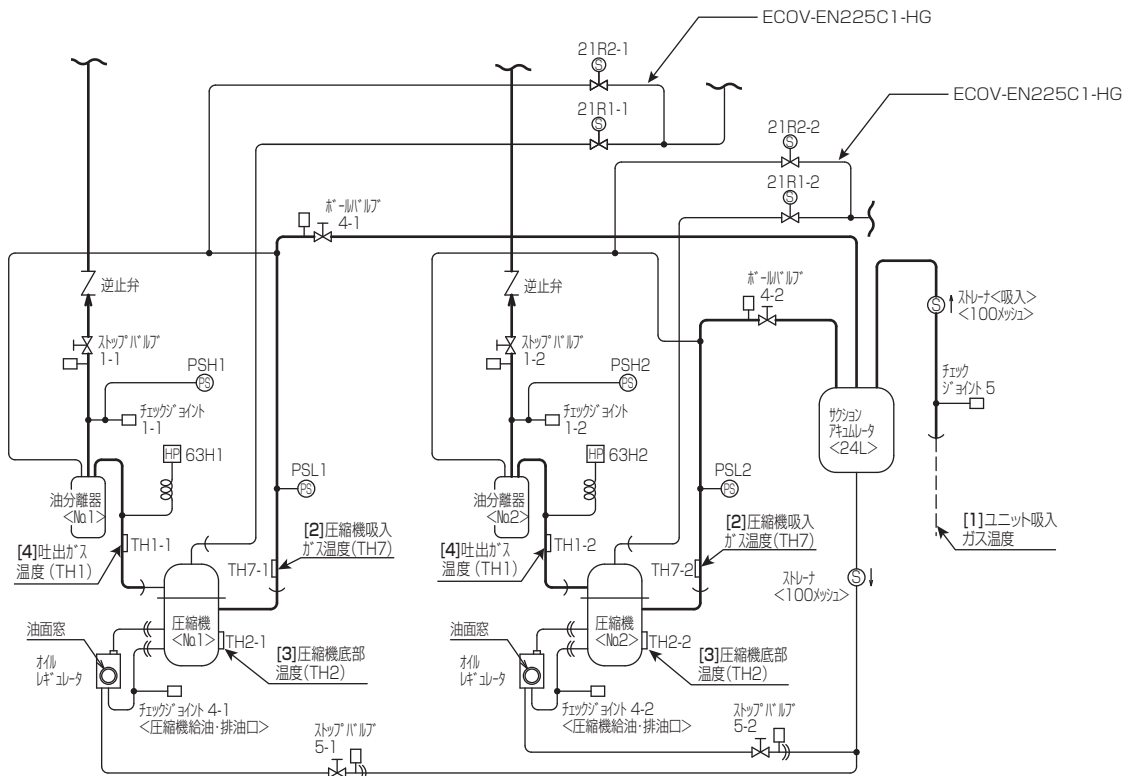 ECOV-EN225C1-HG
21R2-1
ECOV-EN225C1-HG
21R1-1
21R2-2
21R1-2
ボールバルブ
4-1
逆止弁
逆止弁
ボールバルブ
4-2
ストレーナ<吸入>
<100メッシュ>
ストップバルブ
1-1
PSH1
PS
ストップバルブ
1-2
PSH2
PS
チェック
ジョイント 5
チェックジョイント
1-1
チェックジョイント
1-2
サクション
アキュムレータ
<24L>
HP 63H1
HP 63H2
PSL1
PS
PSL2
PS
油分離器
<No.1>
油分離器
<No.2>
[4]吐出ガス
温度(TH1)
TH1-1
[2]圧縮機吸入
ガス温度(TH7)
[4]吐出ガス
温度(TH1)
TH1-2
[2]圧縮機吸入
ガス温度(TH7)
[1]ユニット吸入
ガス温度
TH7-1
TH7-2
ストレーナ
<100メッシュ>
圧縮機
<No.1>
圧縮機
<No.2>
油面窓
TH2-1
油面窓
TH2-2
オイル
レギュレータ
[3]圧縮機底部
温度(TH2)
オイル
レギュレータ
[3]圧縮機底部
温度(TH2)
チェックジョイント 4-1
<圧縮機給油・排油口>
チェックジョイント 4-2
<圧縮機給油・排油口>
ストップバルブ
5-1
ストップバルブ
5-2